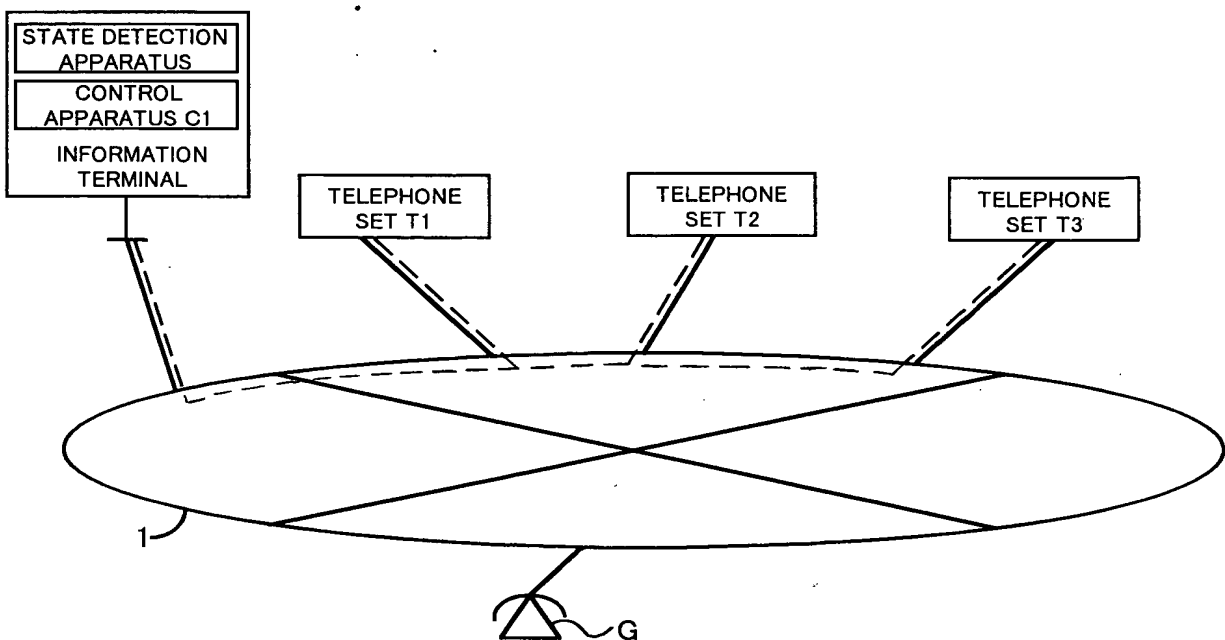 STATE DETECTION
APPARATUS
CONTROL
APPARATUS C1
INFORMATION
TERMINAL
TELEPHONE
SET T1
TELEPHONE
SET T2
TELEPHONE
SET T3
1
G